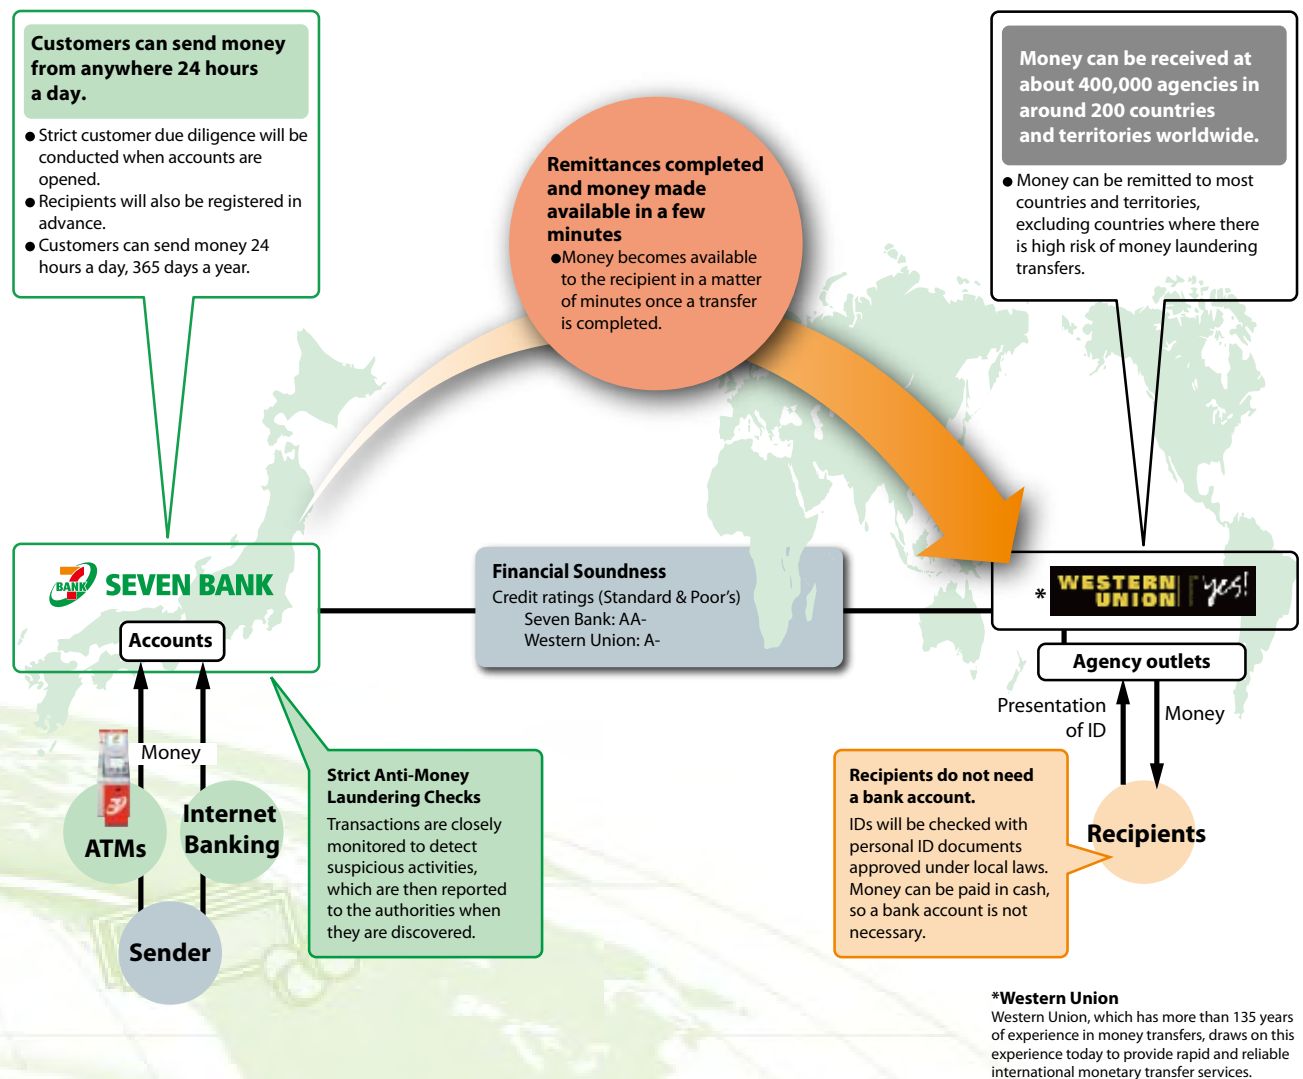 Customers can send money
from anywhere 24 hours
a day.
● Strict customer due diligence will be
conducted when accounts are
opened.
● Recipients will also be registered in
advance.
● Customers can send money 24
hours a day, 365 days a year.
Remittances completed
and money made
available in a few
minutes
● Money becomes available
to the recipient in a matter
of minutes once a transfer
is completed.
Money can be received at
about 400,000 agencies in
around 200 countries
and territories worldwide.
● Money can be remitted to most
countries and territories,
excluding countries where there
is high risk of money laundering
transfers.
7
BANK
SEVEN BANK
Accounts
Financial Soundness
Credit ratings (Standard & Poor's)
Seven Bank: AA-
Western Union: A-
*
WESTERN
UNION
yes!
Agency outlets
Presentation
of ID
Money
Money
ATMs
Internet
Banking
Sender
Strict Anti-Money
Laundering Checks
Transactions are closely
monitored to detect
suspicious activities,
which are then reported
to the authorities when
they are discovered.
Recipients do not need
a bank account.
IDs will be checked with
personal ID documents
approved under local laws.
Money can be paid in cash,
so a bank account is not
necessary.
Recipients
*Western Union
Western Union, which has more than 135 years
of experience in money transfers, draws on this
experience today to provide rapid and reliable
international monetary transfer services.